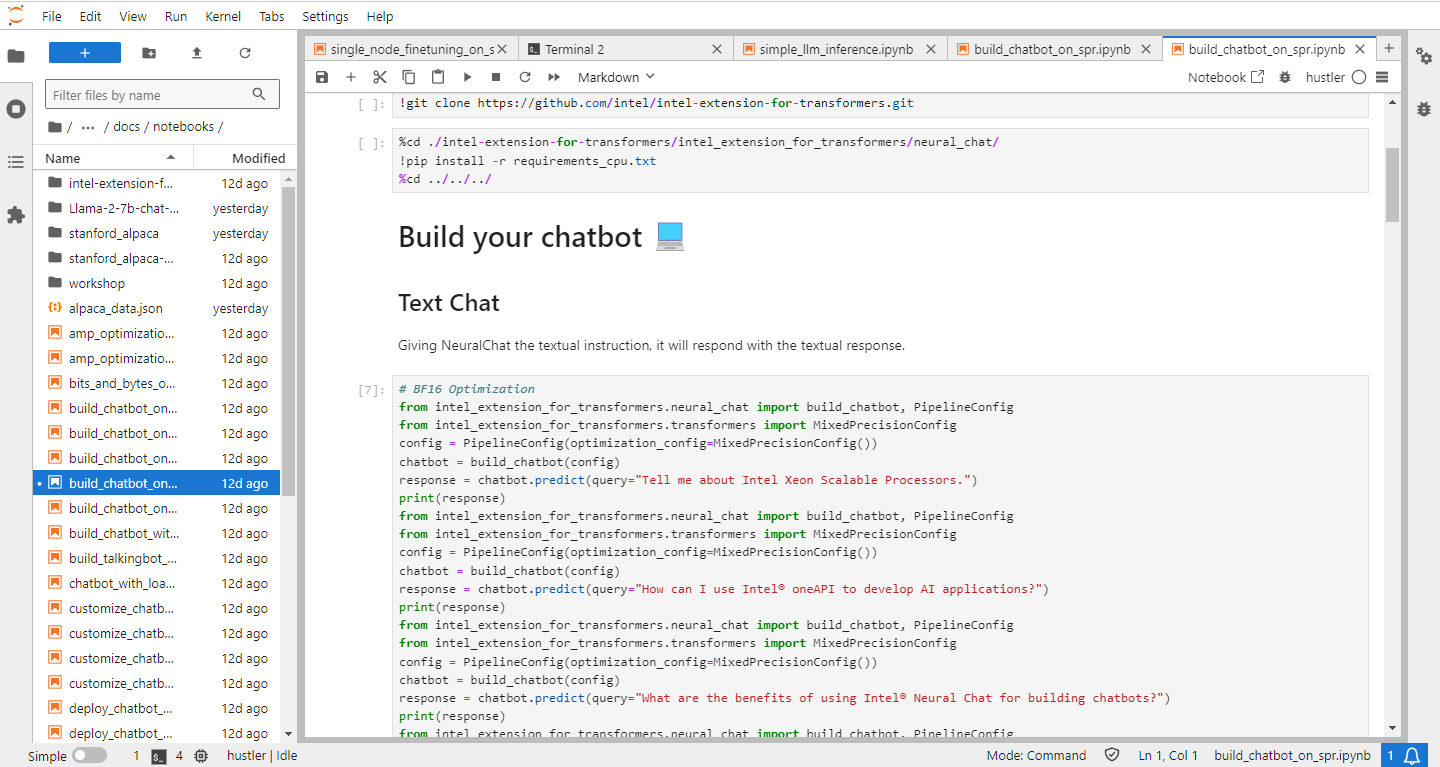 File Edit View Run Kernel Tabs Settings Help
single_node_finetuning_on_s
Terminal 2
simple_llm_inference.ipynb
build_chatbot_on_spr.ipynb
build_chatbot_on_spr.ipynb
Markdown
Notebook
hustler
Filter files by name
/ ... / docs / notebooks /
Name Modified
intel-extension-f... 12d ago
Llama-2-7b-chat-... yesterday
stanford_alpaca yesterday
stanford_alpaca-... 12d ago
workshop 12d ago
alpaca_data.json yesterday
amp_optimizatio... 12d ago
amp_optimizatio... 12d ago
bits_and_bytes_o... 12d ago
build_chatbot_on... 12d ago
build_chatbot_on... 12d ago
build_chatbot_on... 12d ago
build_chatbot_on... 12d ago
build_chatbot_on... 12d ago
build_chatbot_wit... 12d ago
build_talkingbot_... 12d ago
chatbot_with_loa... 12d ago
customize_chatb... 12d ago
customize_chatb... 12d ago
customize_chatb... 12d ago
customize_chatb... 12d ago
deploy_chatbot_... 12d ago
deploy_chatbot_... 12d ago
[ ]: !git clone https://github.com/intel/intel-extension-for-transformers.git
[ ]: %cd ./intel-extension-for-transformers/intel_extension_for_transformers/neural_chat/
!pip install -r requirements_cpu.txt
%cd ../../../
Build your chatbot 💻
Text Chat
Giving NeuralChat the textual instruction, it will respond with the textual response.
[7]: # BF16 Optimization
from intel_extension_for_transformers.neural_chat import build_chatbot, PipelineConfig
from intel_extension_for_transformers.transformers import MixedPrecisionConfig
config = PipelineConfig(optimization_config=MixedPrecisionConfig())
chatbot = build_chatbot(config)
response = chatbot.predict(query="Tell me about Intel Xeon Scalable Processors.")
print(response)
from intel_extension_for_transformers.neural_chat import build_chatbot, PipelineConfig
from intel_extension_for_transformers.transformers import MixedPrecisionConfig
config = PipelineConfig(optimization_config=MixedPrecisionConfig())
chatbot = build_chatbot(config)
response = chatbot.predict(query="How can I use Intel® oneAPI to develop AI applications?")
print(response)
from intel_extension_for_transformers.neural_chat import build_chatbot, PipelineConfig
from intel_extension_for_transformers.transformers import MixedPrecisionConfig
config = PipelineConfig(optimization_config=MixedPrecisionConfig())
chatbot = build_chatbot(config)
response = chatbot.predict(query="What are the benefits of using Intel® Neural Chat for building chatbots?")
print(response)
from intel_extension_for_transformers.neural_chat import build_chatbot, PipelineConfig
Simple 1 4 hustler | Idle Mode: Command Ln 1, Col 1 build_chatbot_on_spr.ipynb 1